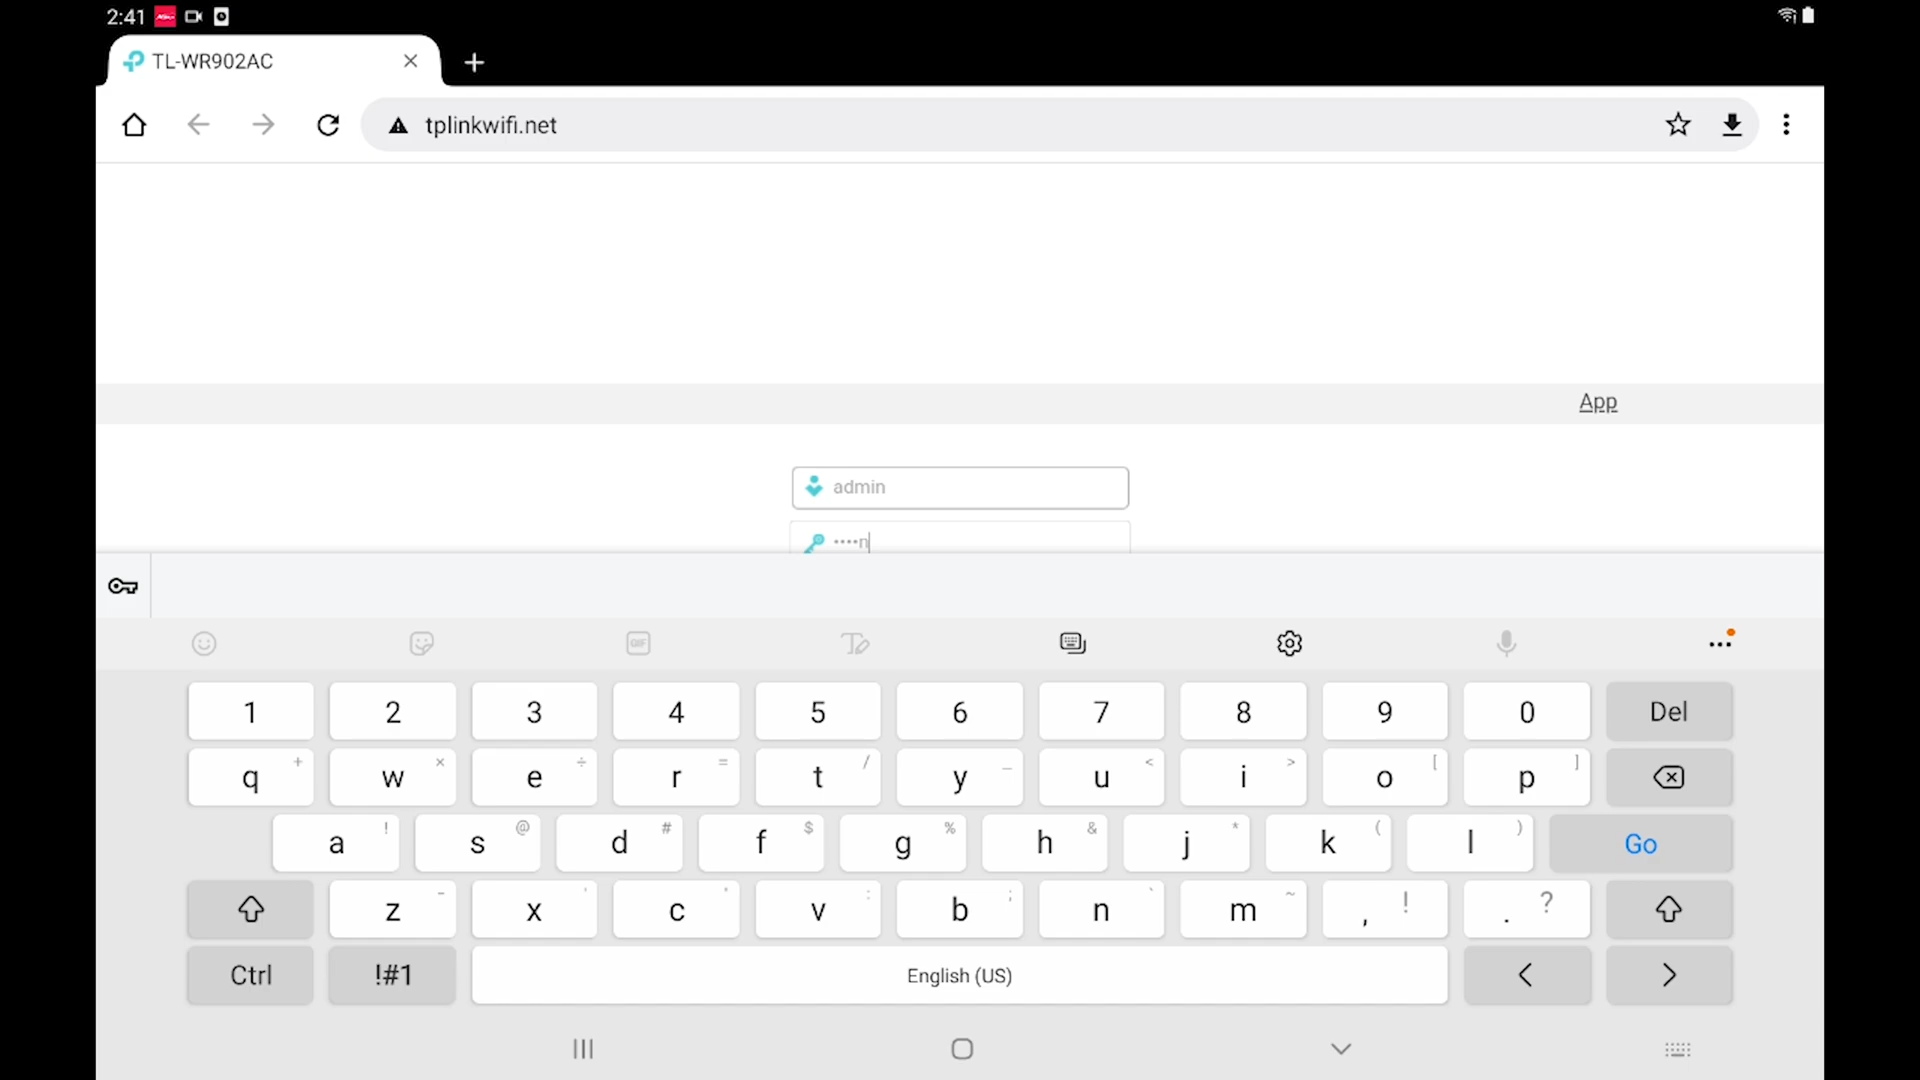 2:41
TL-WR902AC
tplinkwifi.net
App
admin
····n
GIF
1 2 3 4 5 6 7 8 9 0 Del
q + w × e ÷ r = t / y _ u < i > o [ p ]
a ! s @ d # f $ g % h & j * k ( l ) Go
z - x ' c " v : b ; n ` m ~ , ! . ?
Ctrl !#1 English (US) < >